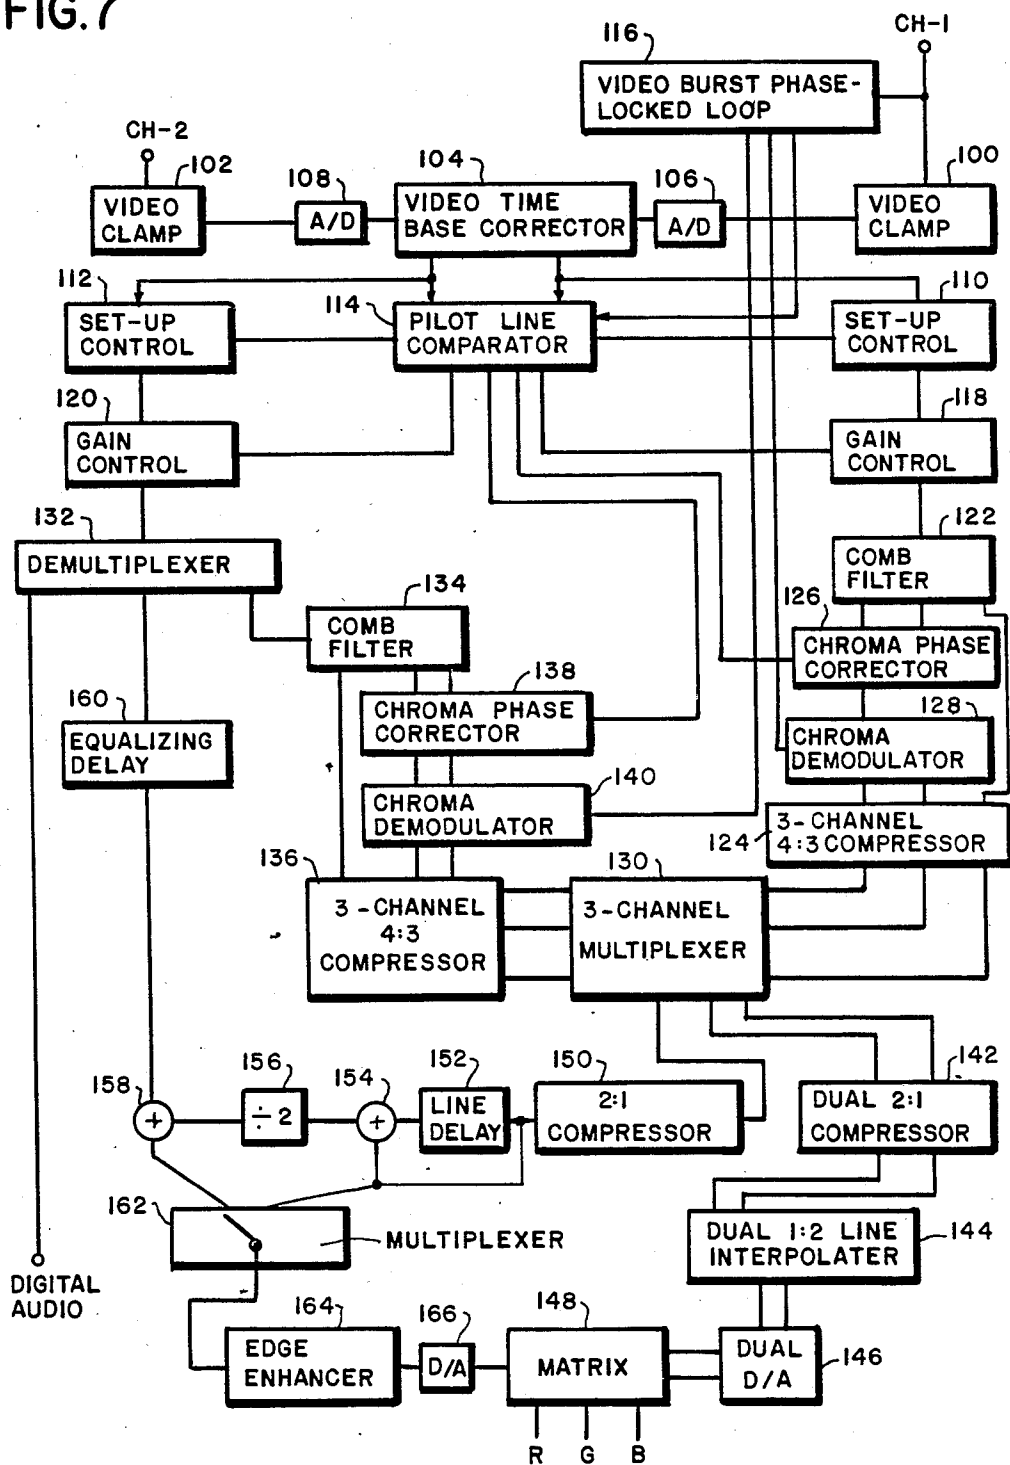 FIG.7
116
CH-1
VIDEO BURST PHASE-
LOCKED LOOP
CH-2
102
108
104
106
100
VIDEO
CLAMP
A/D
VIDEO TIME
BASE CORRECTOR
A/D
VIDEO
CLAMP
112
114
110
SET-UP
CONTROL
PILOT LINE
COMPARATOR
SET-UP
CONTROL
120
118
GAIN
CONTROL
GAIN
CONTROL
132
122
DEMULTIPLEXER
COMB
FILTER
134
126
COMB
FILTER
CHROMA PHASE
CORRECTOR
138
160
CHROMA PHASE
CORRECTOR
128
EQUALIZING
DELAY
CHROMA
DEMODULATOR
140
CHROMA
DEMODULATOR
124
3-CHANNEL
4:3 COMPRESSOR
136
130
3-CHANNEL
4:3
COMPRESSOR
3-CHANNEL
MULTIPLEXER
158
156
154
152
150
142
+
÷2
+
LINE
DELAY
2:1
COMPRESSOR
DUAL 2:1
COMPRESSOR
162
MULTIPLEXER
DUAL 1:2 LINE
INTERPOLATER
144
DIGITAL
AUDIO
164
166
148
EDGE
ENHANCER
D/A
MATRIX
DUAL
D/A
146
R G B